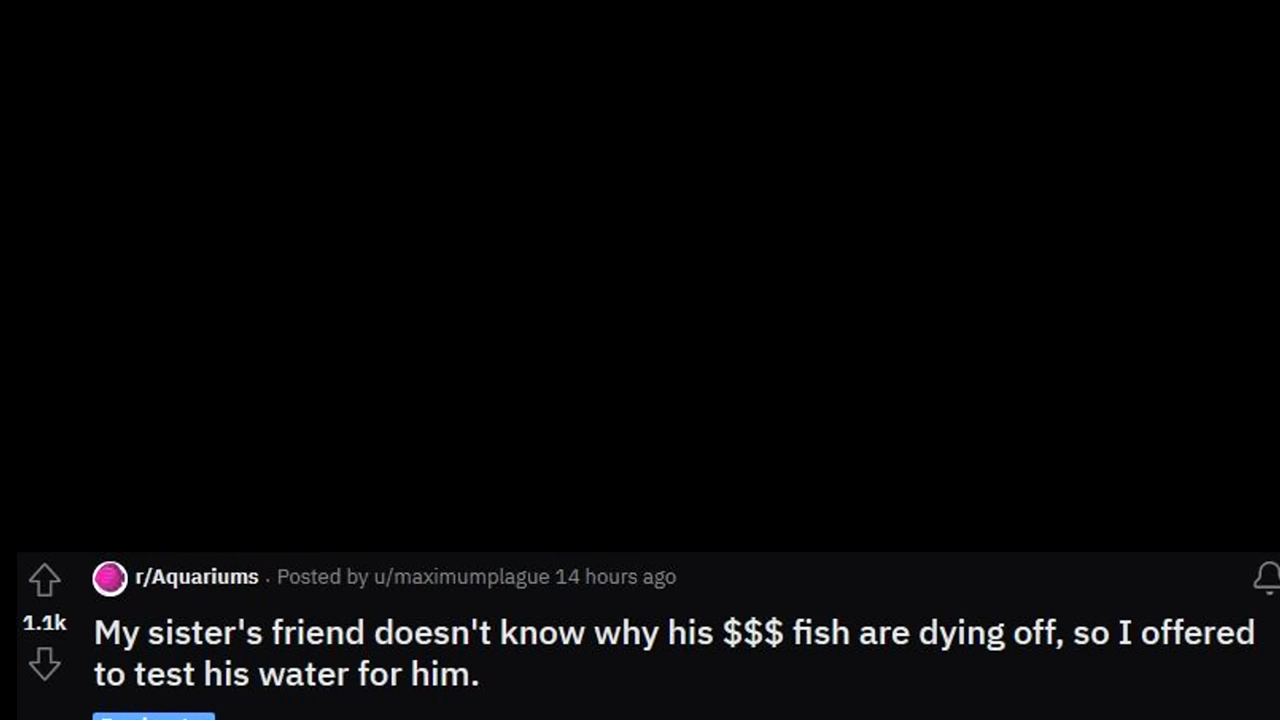 r/Aquariums · Posted by u/maximumplague 14 hours ago
1.1k
My sister's friend doesn't know why his $$$ fish are dying off, so I offered
to test his water for him.